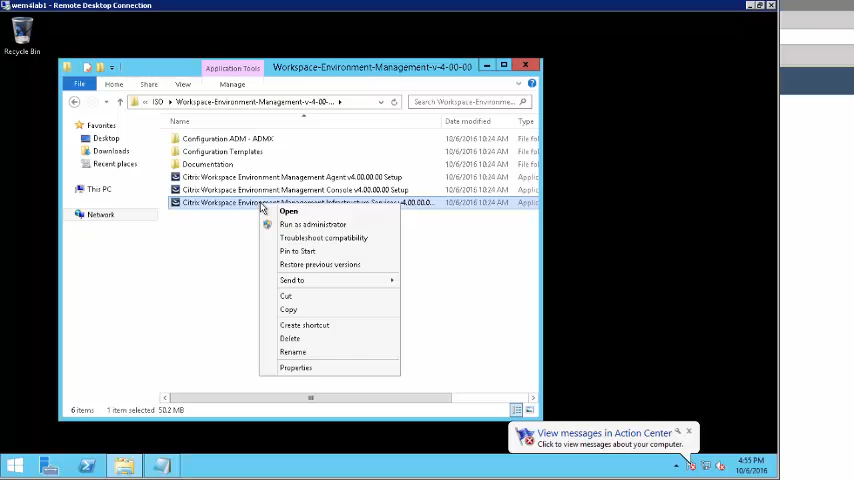 wem4lab1 - Remote Desktop Connection
Recycle Bin
Application Tools
Workspace-Environment-Management-v-4-00-00
File
Home
Share
View
Manage
ISO
Workspace-Environment-Management-v-4-00-...
Search Workspace-Environme...
Name
Date modified
Type
Favorites
Desktop
Downloads
Recent places
This PC
Network
Configuration ADM - ADMX
10/6/2016 10:24 AM
File fol
Configuration Templates
10/6/2016 10:24 AM
File fol
Documentation
10/6/2016 10:24 AM
File fol
Citrix Workspace Environment Management Agent v4.00.00.00 Setup
10/6/2016 10:24 AM
Applic
Citrix Workspace Environment Management Console v4.00.00.00 Setup
10/6/2016 10:24 AM
Applic
Citrix Workspace Environment Management Infrastructure Services v4.00.00.0...
10/6/2016 10:24 AM
Applic
Open
Run as administrator
Troubleshoot compatibility
Pin to Start
Restore previous versions
Send to
Cut
Copy
Create shortcut
Delete
Rename
Properties
6 items
1 item selected 50.2 MB
View messages in Action Center
Click to view messages about your computer.
4:55 PM
10/6/2016